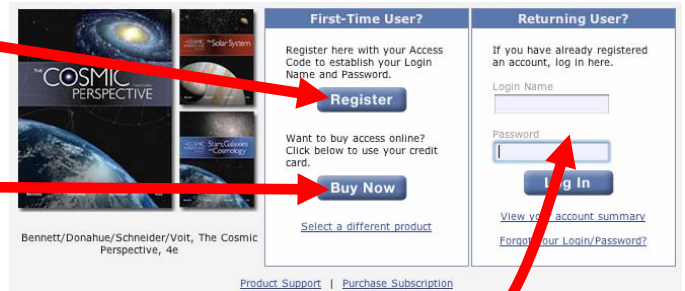 THE COSMIC
PERSPECTIVE
Solar System
Stars, Galaxies
Cosmology
Bennett/Donahue/Schneider/Voit, The Cosmic
Perspective, 4e
First-Time User?
Register here with your Access
Code to establish your Login
Name and Password.
Register
Want to buy access online?
Click below to use your credit
card.
Buy Now
Select a different product
Returning User?
If you have already registered
an account, log in here.
Login Name
Password
Log In
View your account summary
Forgot your Login/Password?
Product Support | Purchase Subscription